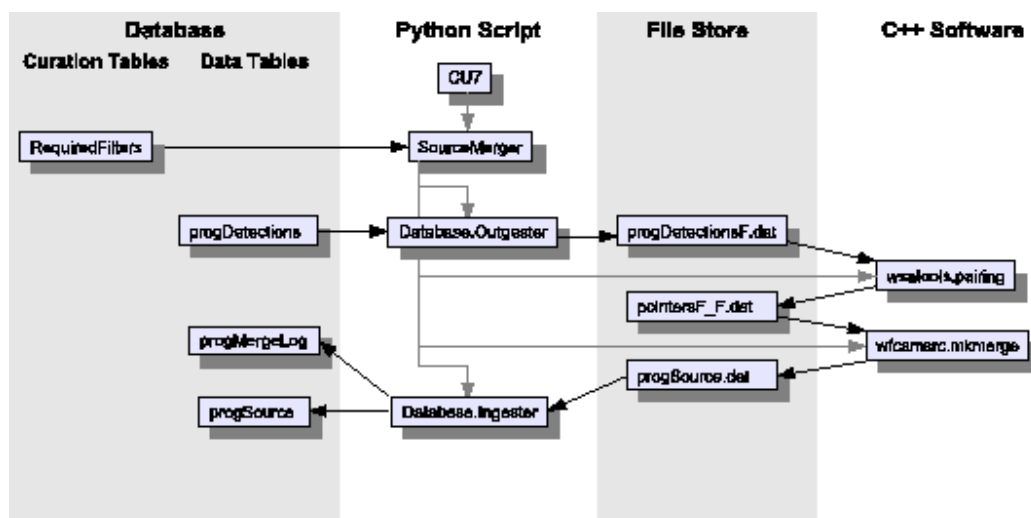 Database
Python Script
File Store
C++ Software
Curation Tables
Data Tables
CU7
RequiredFilters
SourceMerger
progDetections
Database.Outgester
progDetectionsF.dat
wsatools.pairing
pointersF_F.dat
progMergeLog
wfcamsrc.mkmerge
progSource.dat
progSource
Database.Ingester